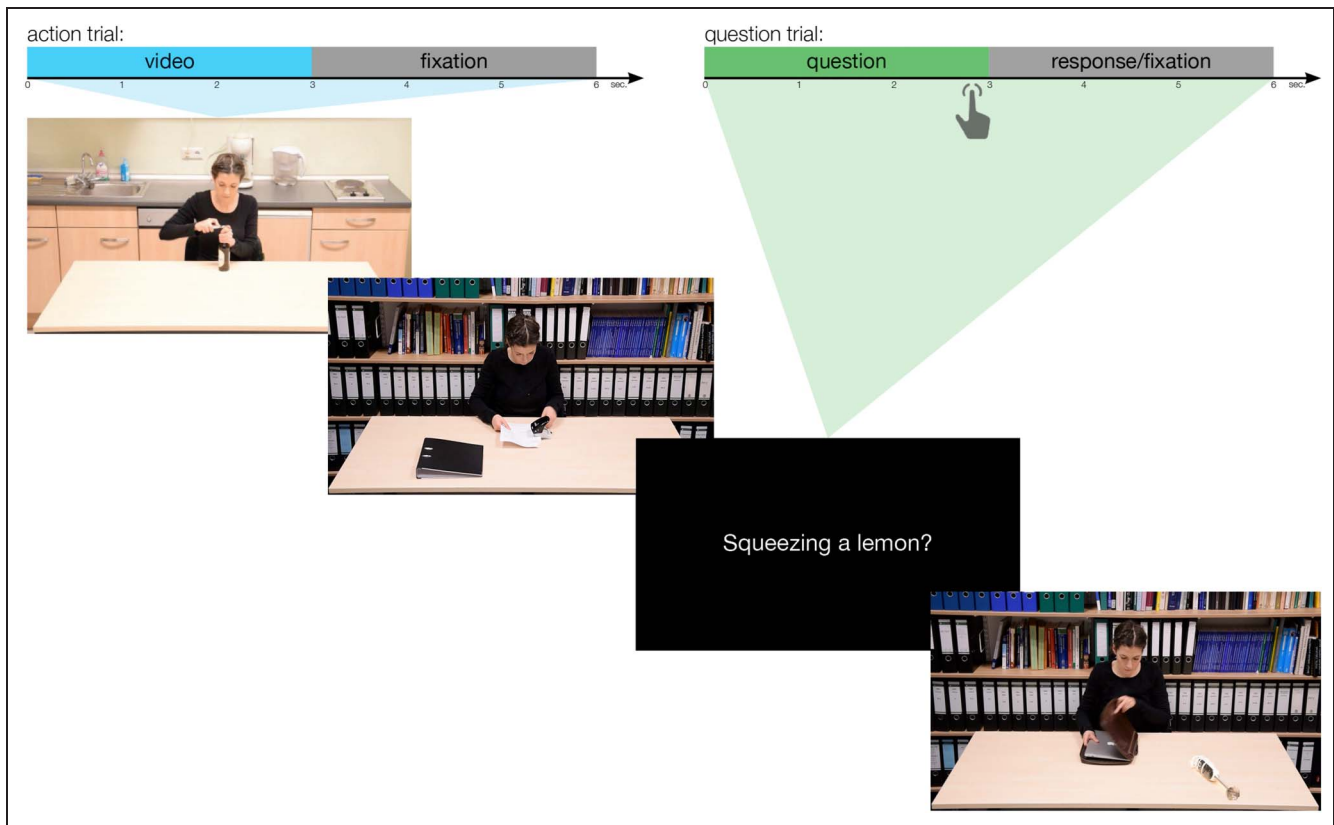 action trial:
video
fixation
0 1 2 3 4 5 6 sec.
question trial:
question
response/fixation
0 1 2 3 4 5 6 sec.
Squeezing a lemon?